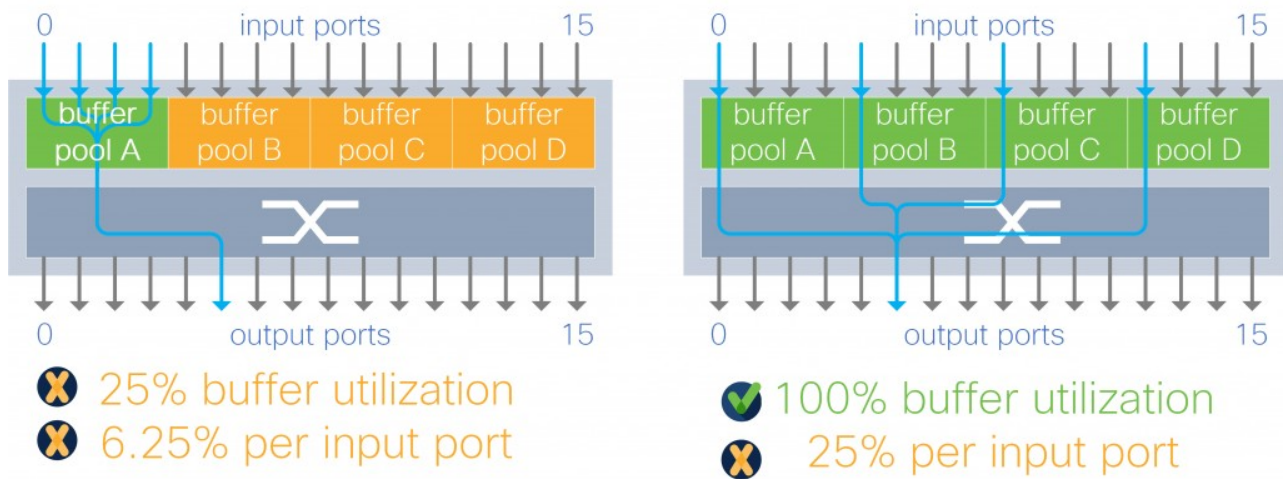 0 input ports 15
buffer pool A
buffer pool B
buffer pool C
buffer pool D
0 output ports 15
25% buffer utilization
6.25% per input port
0 input ports 15
buffer pool A
buffer pool B
buffer pool C
buffer pool D
0 output ports 15
100% buffer utilization
25% per input port